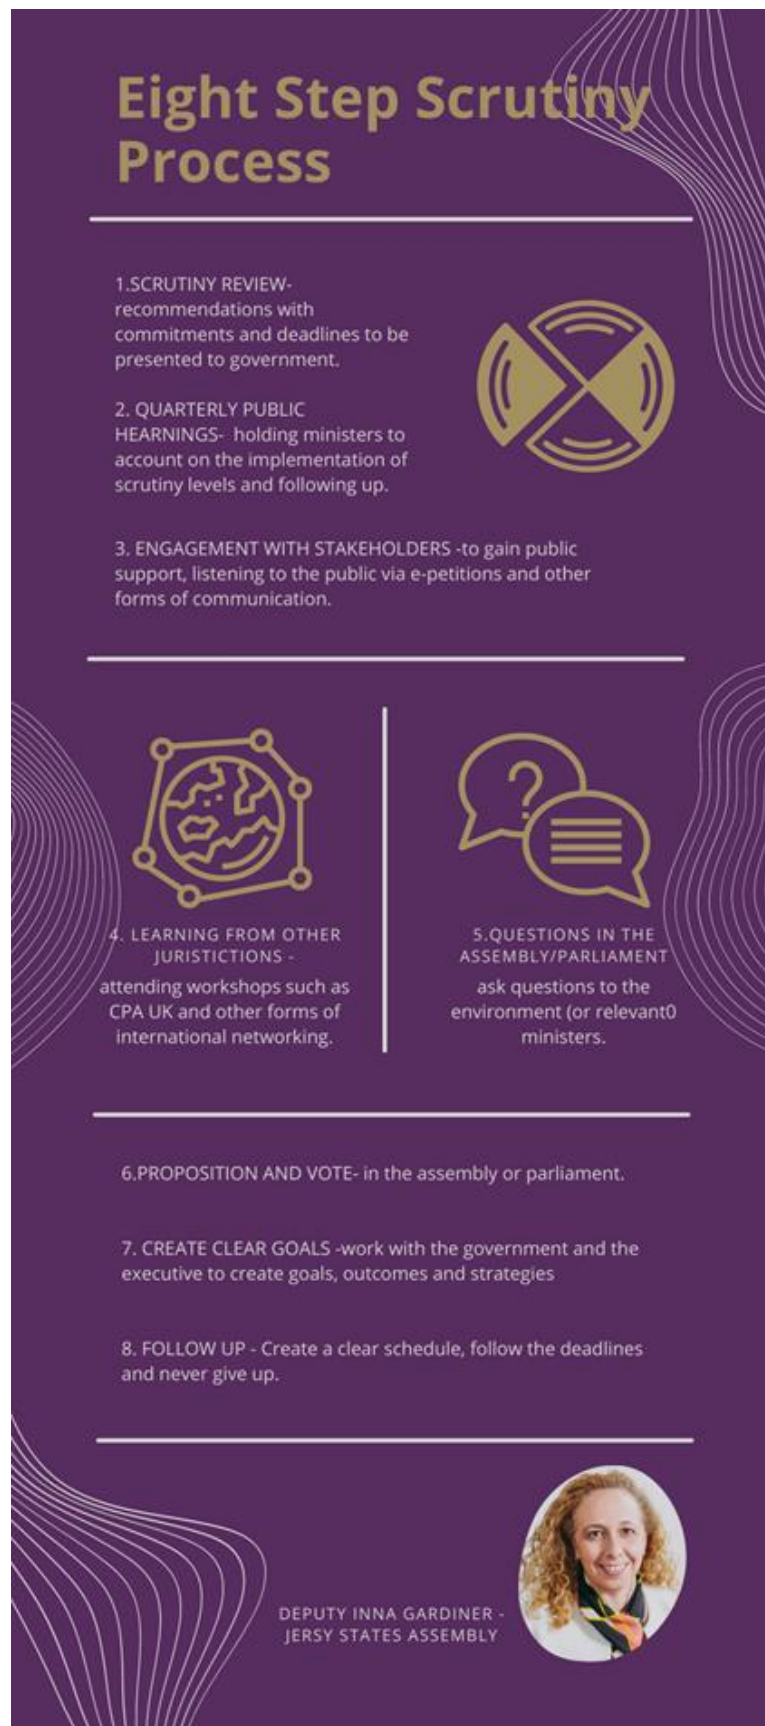 Eight Step Scrutiny
Process
1.SCRUTINY REVIEW-
recommendations with
commitments and deadlines to be
presented to government.
2. QUARTERLY PUBLIC
HEARNINGS- holding ministers to
account on the implementation of
scrutiny levels and following up.
3. ENGAGEMENT WITH STAKEHOLDERS -to gain public
support, listening to the public via e-petitions and other
forms of communication.
4. LEARNING FROM OTHER
JURISTICTIONS -
attending workshops such as
CPA UK and other forms of
international networking.
?
5.QUESTIONS IN THE
ASSEMBLY/PARLIAMENT
ask questions to the
environment (or relevant0
ministers.
6.PROPOSITION AND VOTE- in the assembly or parliament.
7. CREATE CLEAR GOALS -work with the government and the
executive to create goals, outcomes and strategies
8. FOLLOW UP - Create a clear schedule, follow the deadlines
and never give up.
DEPUTY INNA GARDINER -
JERSY STATES ASSEMBLY